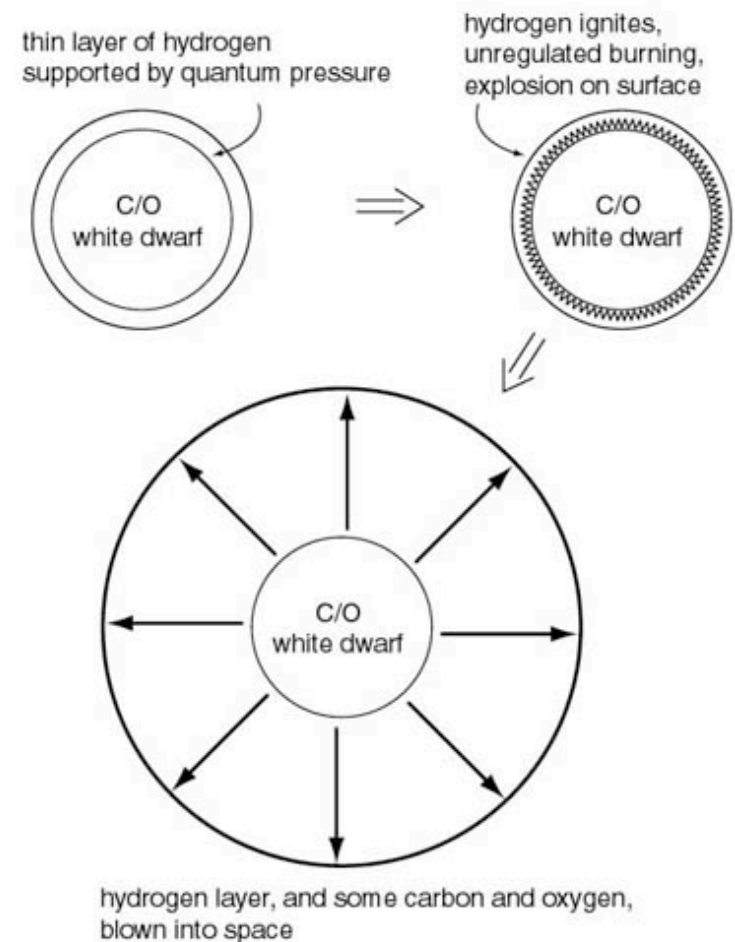 thin layer of hydrogen
supported by quantum pressure
hydrogen ignites,
unregulated burning,
explosion on surface
C/O
white dwarf
C/O
white dwarf
C/O
white dwarf
hydrogen layer, and some carbon and oxygen,
blown into space